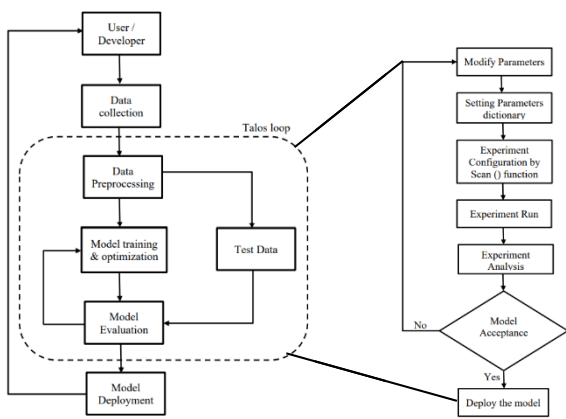 User /
Developer
Data
collection
Talos loop
Data
Preprocessing
Model training
& optimization
Test Data
Model
Evaluation
Model
Deployment
Modify Parameters
Setting Parameters
dictionary
Experiment
Configuration by
Scan () function
Experiment Run
Experiment
Analysis
Model
Acceptance
No
Yes
Deploy the model